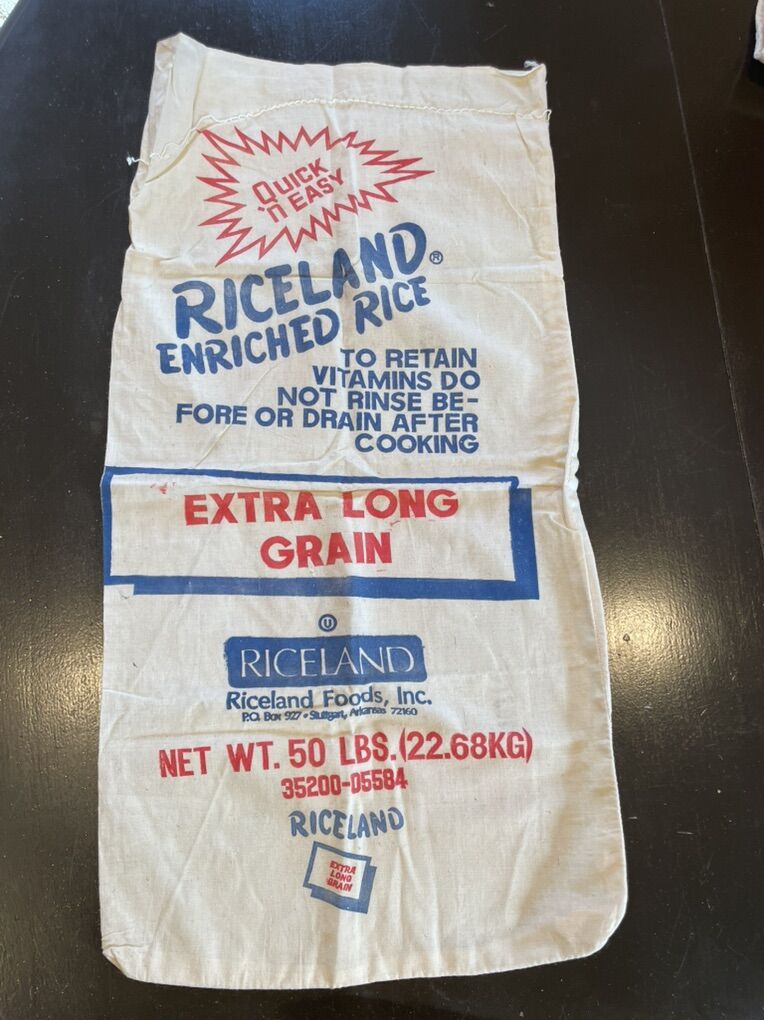 QUICK
'n EASY
RICELAND®
ENRICHED RICE
TO RETAIN
VITAMINS DO
NOT RINSE BE-
FORE OR DRAIN AFTER
COOKING
EXTRA LONG
GRAIN
U
RICELAND
Riceland Foods, Inc.
P.O. Box 927 • Stuttgart, Arkansas 72160
NET WT. 50 LBS. (22.68KG)
35200-05584
RICELAND
EXTRA
LONG
GRAIN